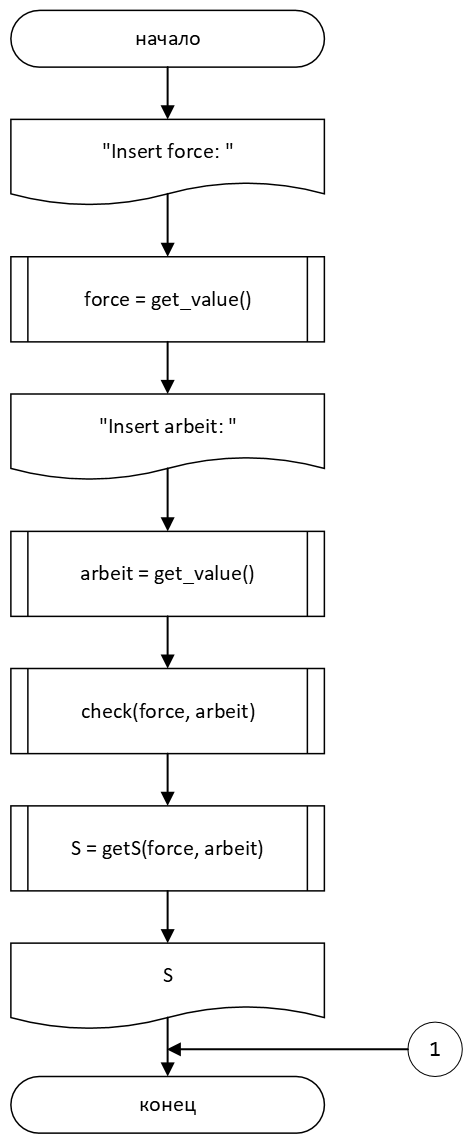 начало
"Insert force: "
force = get_value()
"Insert arbeit: "
arbeit = get_value()
check(force, arbeit)
S = getS(force, arbeit)
S
1
конец